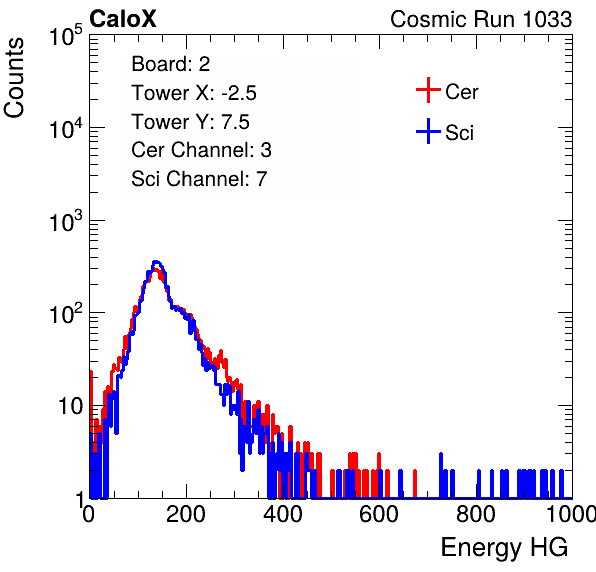 CaloX Cosmic Run 1033
Counts
10^5
10^4
10^3
10^2
10
1
Board: 2
Tower X: -2.5
Tower Y: 7.5
Cer Channel: 3
Sci Channel: 7
Cer
Sci
0 200 400 600 800 1000
Energy HG